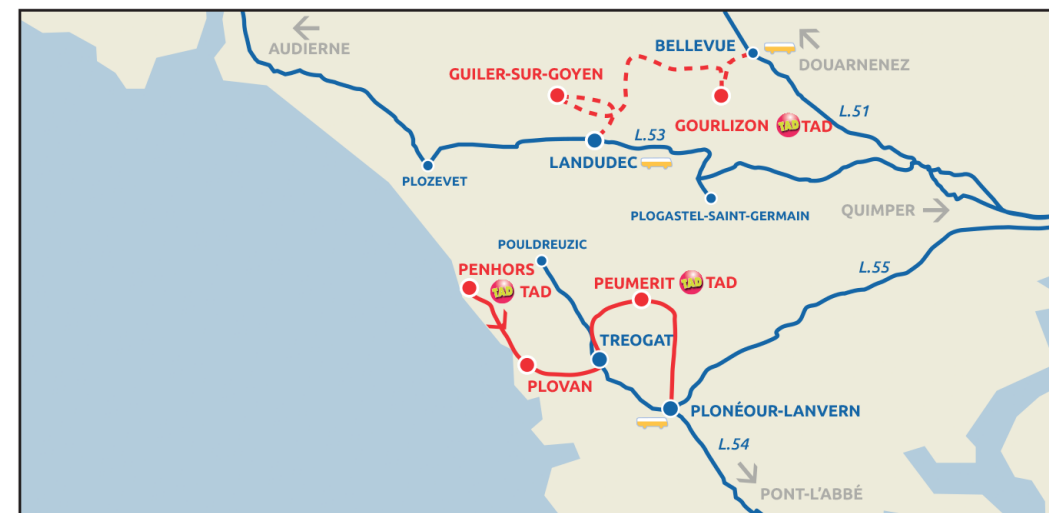 AUDIERNE
BELLEVUE
DOUARNENEZ
GUILER-SUR-GOYEN
L.51
GOURLIZON TAD TAD
L.53
LANDUDEC
PLOZEVET
PLOGASTEL-SAINT-GERMAIN
QUIMPER
POULDREUZIC
PENHORS
TAD TAD
PEUMERIT TAD TAD
L.55
TREOGAT
PLOVAN
PLONÉOUR-LANVERN
L.54
PONT-L'ABBÉ